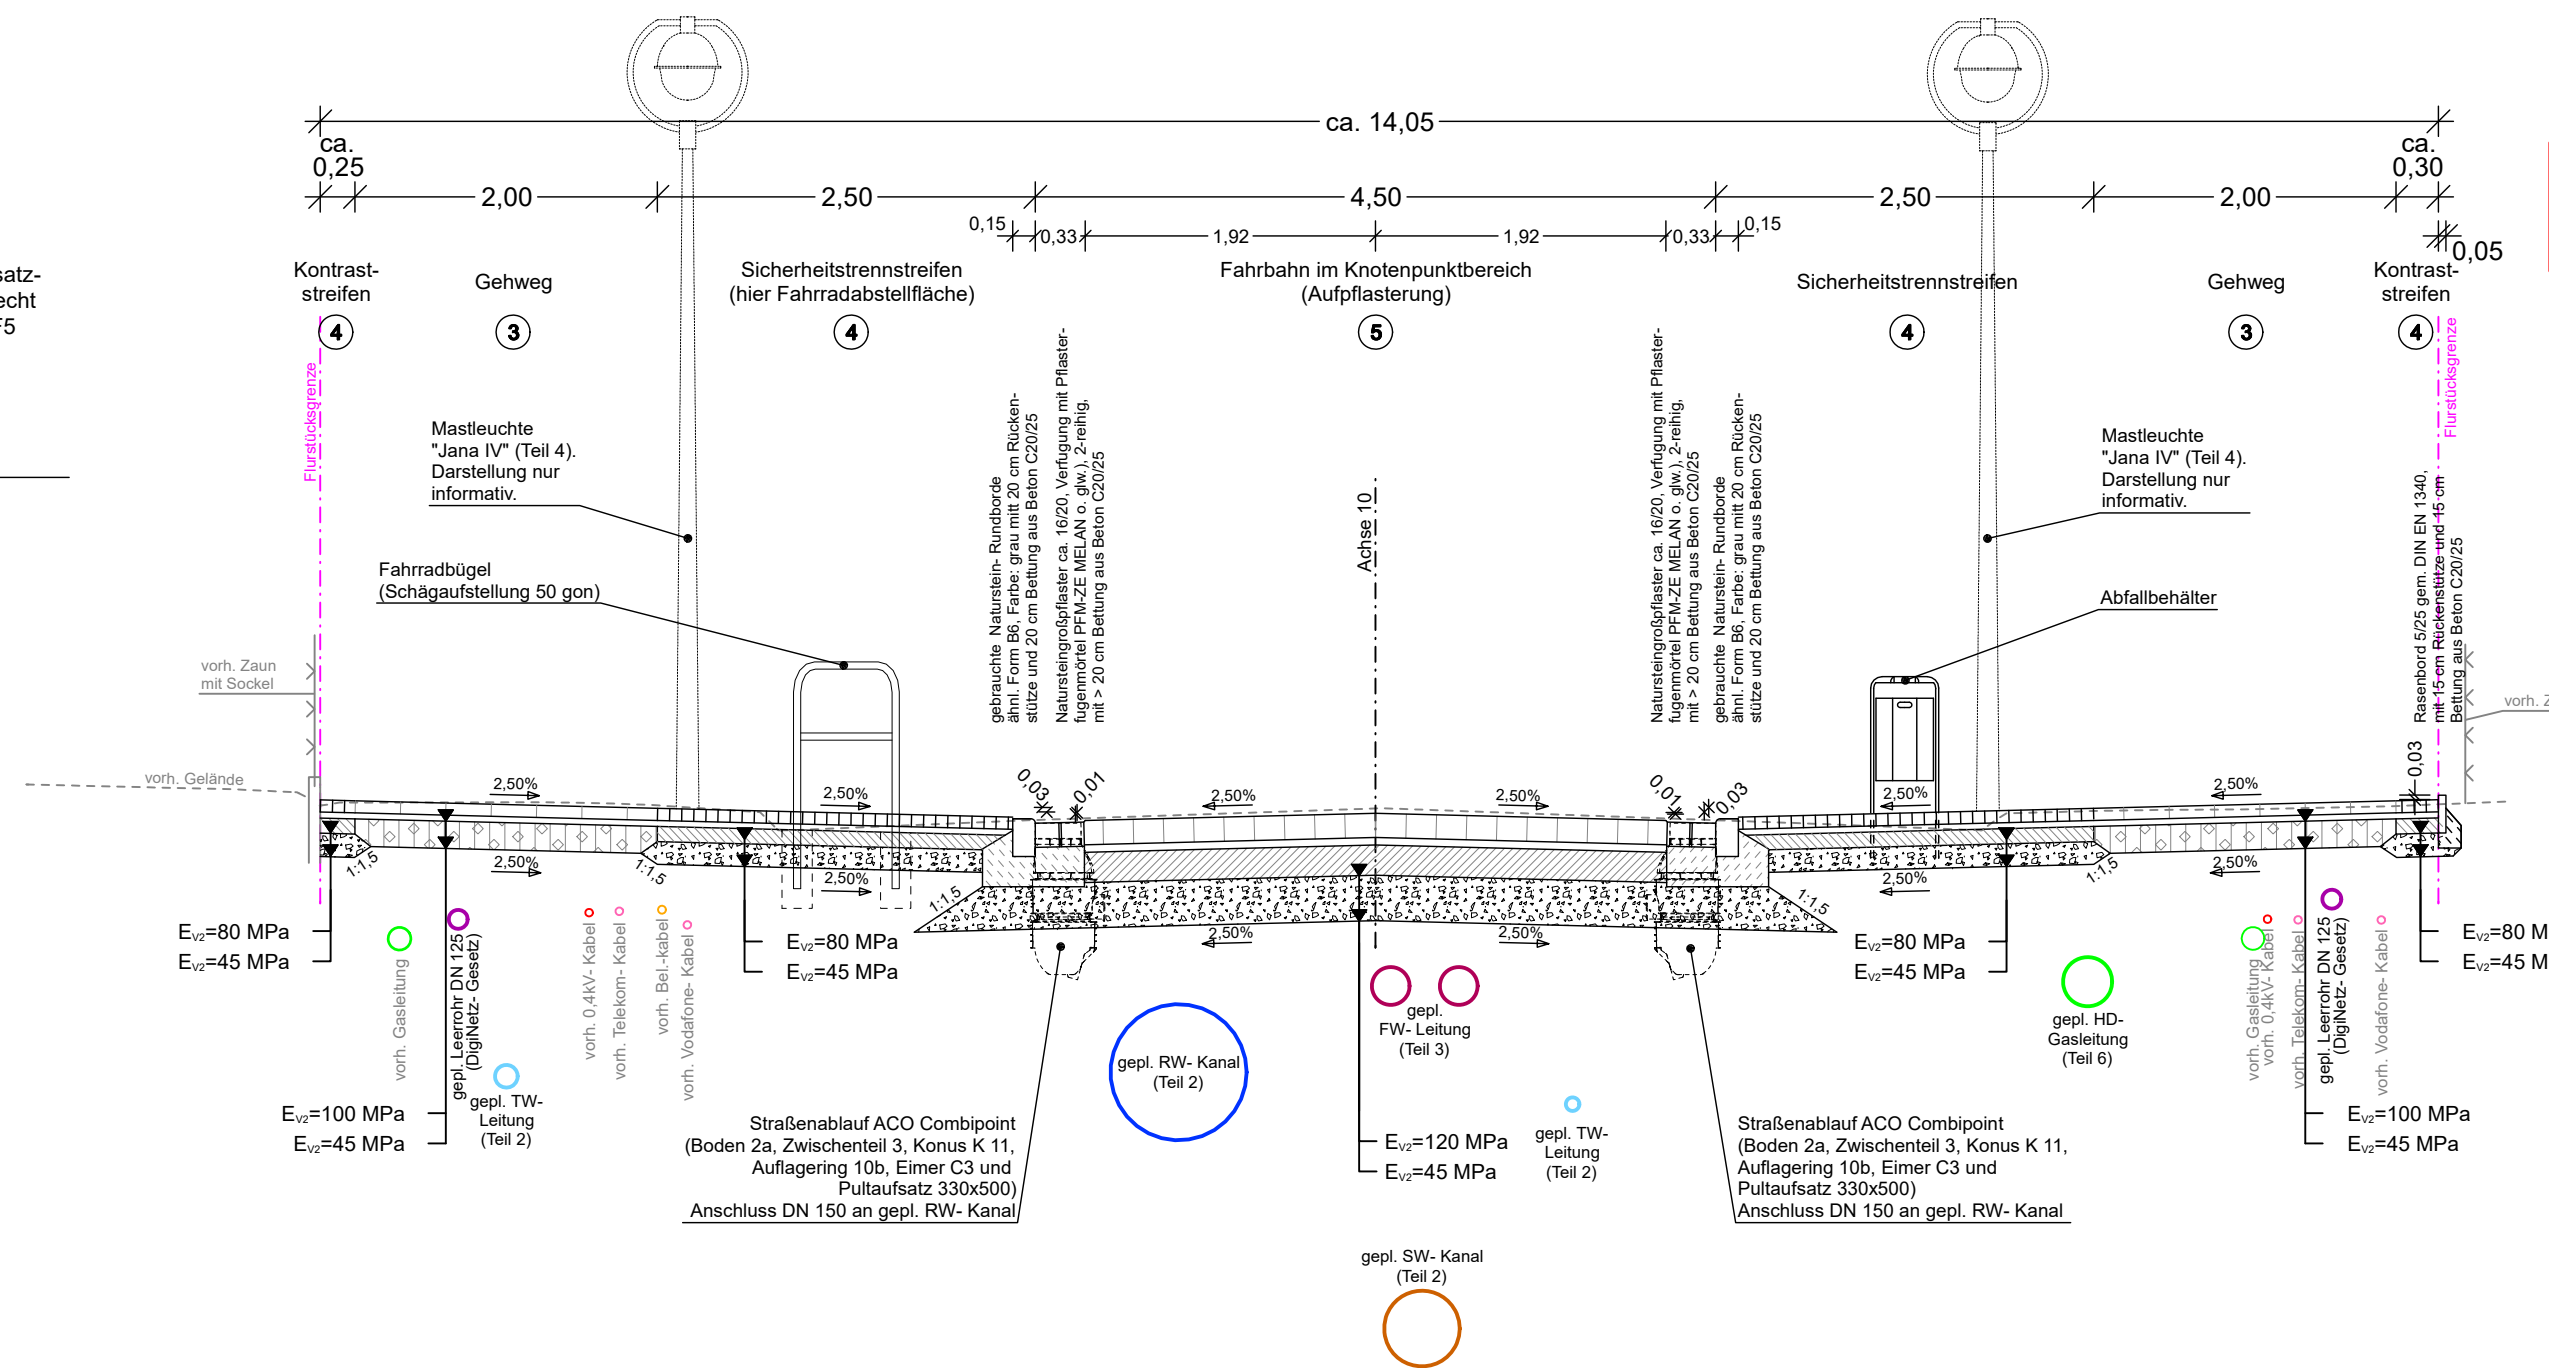 satz-
echt
F5
ca. 14,05
ca.
0,25
2,00
2,50
4,50
2,50
2,00
ca.
0,30
0,15
0,33
1,92
1,92
0,33
0,15
0,05
Kontrast-
streifen
4
Gehweg
3
Sicherheitstrennstreifen
(hier Fahrradabstellfläche)
4
Fahrbahn im Knotenpunktbereich
(Aufpflasterung)
5
Sicherheitstrennstreifen
4
Gehweg
3
Kontrast-
streifen
4
Flurstücksgrenze
Flurstücksgrenze
Mastleuchte
"Jana IV" (Teil 4).
Darstellung nur
informativ.
Fahrradbügel
(Schägaufstellung 50 gon)
gebrauchte Naturstein- Rundborde
ähnl. Form B6, Farbe: grau mitt 20 cm Rücken-
stütze und 20 cm Bettung aus Beton C20/25
Natursteingroßpflaster ca. 16/20, Verfugung mit Pflaster-
fugenmörtel PFM-ZE MELAN o. glw.), 2-reihig,
mit > 20 cm Bettung aus Beton C20/25
Achse 10
Natursteingroßpflaster ca. 16/20, Verfugung mit Pflaster-
fugenmörtel PFM-ZE MELAN o. glw.), 2-reihig,
mit > 20 cm Bettung aus Beton C20/25
gebrauchte Naturstein- Rundborde
ähnl. Form B6, Farbe: grau mitt 20 cm Rücken-
stütze und 20 cm Bettung aus Beton C20/25
Mastleuchte
"Jana IV" (Teil 4).
Darstellung nur
informativ.
Abfallbehälter
Rasenbord 5/25 gem. DIN EN 1340,
mit 15 cm Rückenstütze und 15 cm
Bettung aus Beton C20/25
vorh. Zaun
mit Sockel
vorh. Z
vorh. Gelände
2,50%
2,50%
0,03
0,01
2,50%
2,50%
0,01
0,03
2,50%
2,50%
0,03
1:1,5
2,50%
1:1,5
2,50%
1:1,5
2,50%
2,50%
1:1,5
2,50%
1:1,5
2,50%
EV2=80 MPa
EV2=45 MPa
EV2=80 MPa
EV2=45 MPa
EV2=80 MPa
EV2=45 MPa
EV2=80 M
EV2=45 M
vorh. Gasleitung
gepl. Leerrohr DN 125
(DigiNetz- Gesetz)
vorh. 0,4kV- Kabel
vorh. Telekom- Kabel
vorh. Bel.-kabel
vorh. Vodafone- Kabel
gepl. TW-
Leitung
(Teil 2)
EV2=100 MPa
EV2=45 MPa
gepl. RW- Kanal
(Teil 2)
gepl.
FW- Leitung
(Teil 3)
gepl. HD-
Gasleitung
(Teil 6)
vorh. Gasleitung
vorh. 0,4kV- Kabel
vorh. Telekom- Kabel
gepl. Leerrohr DN 125
(DigiNetz- Gesetz)
vorh. Vodafone- Kabel
Straßenablauf ACO Combipoint
(Boden 2a, Zwischenteil 3, Konus K 11,
Auflagering 10b, Eimer C3 und
Pultaufsatz 330x500)
Anschluss DN 150 an gepl. RW- Kanal
EV2=120 MPa
EV2=45 MPa
gepl. TW-
Leitung
(Teil 2)
Straßenablauf ACO Combipoint
(Boden 2a, Zwischenteil 3, Konus K 11,
Auflagering 10b, Eimer C3 und
Pultaufsatz 330x500)
Anschluss DN 150 an gepl. RW- Kanal
EV2=100 MPa
EV2=45 MPa
gepl. SW- Kanal
(Teil 2)